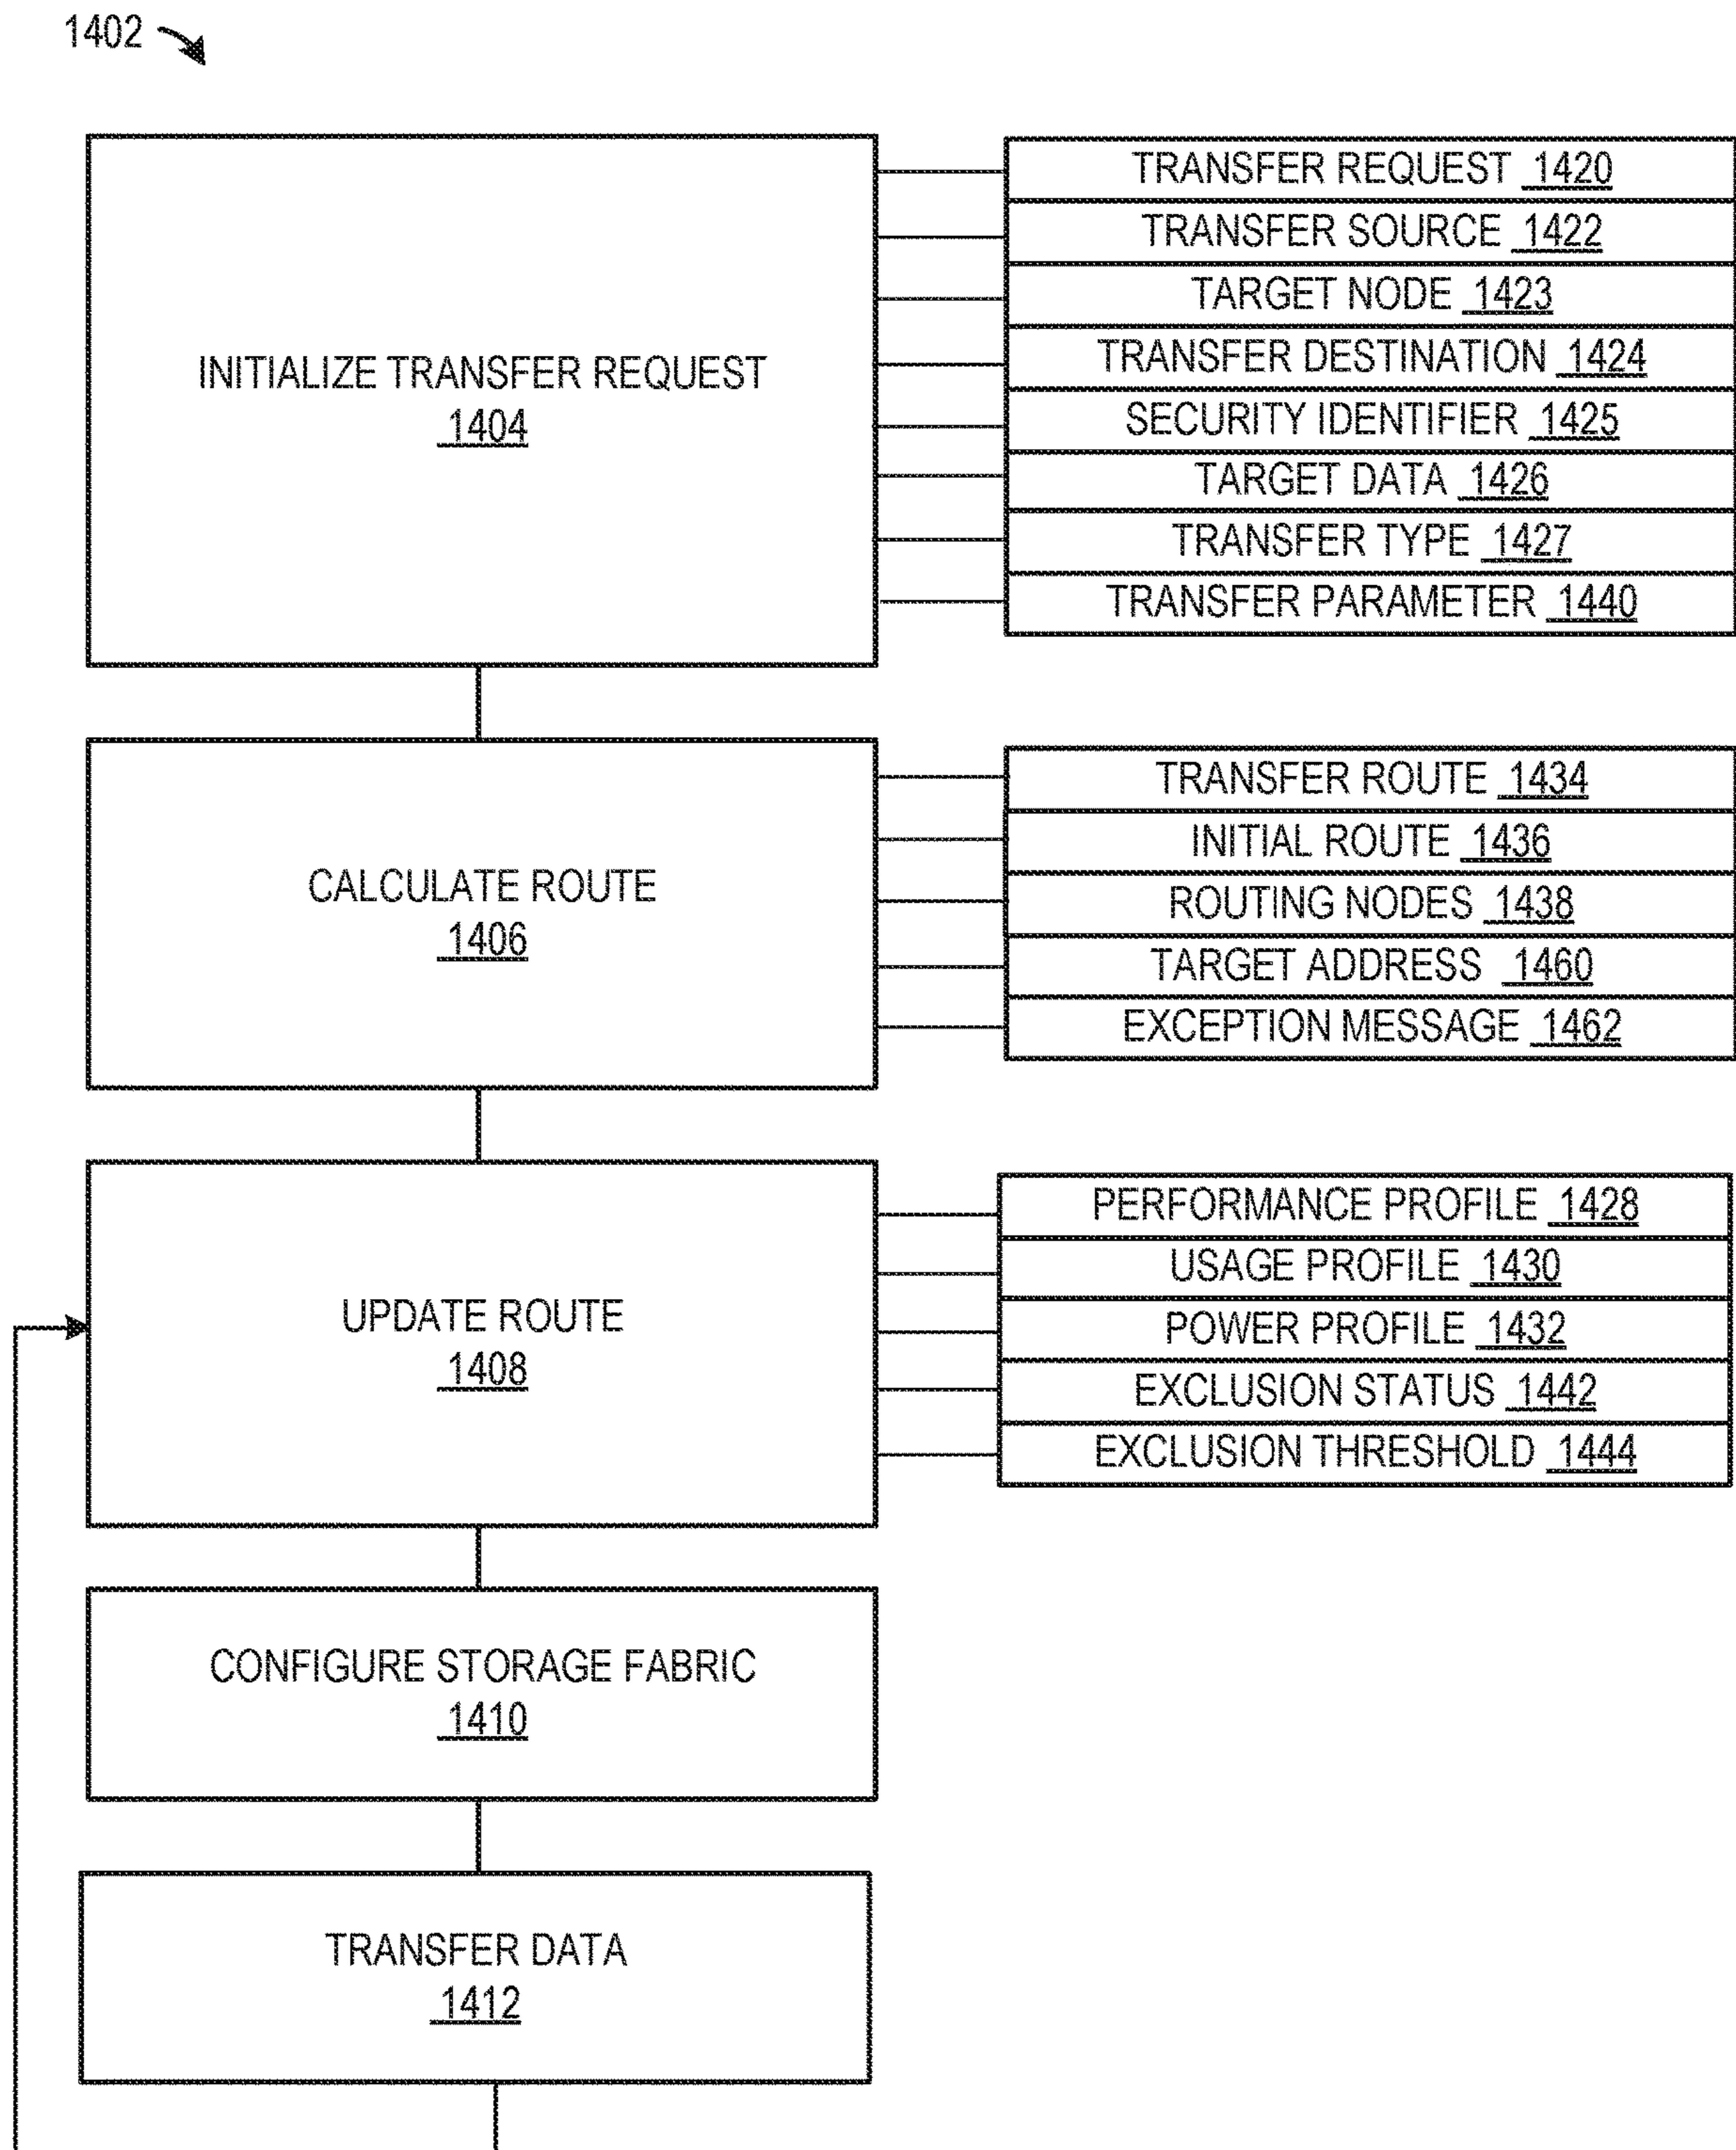 1402
INITIALIZE TRANSFER REQUEST
1404
TRANSFER REQUEST 1420
TRANSFER SOURCE 1422
TARGET NODE 1423
TRANSFER DESTINATION 1424
SECURITY IDENTIFIER 1425
TARGET DATA 1426
TRANSFER TYPE 1427
TRANSFER PARAMETER 1440
CALCULATE ROUTE
1406
TRANSFER ROUTE 1434
INITIAL ROUTE 1436
ROUTING NODES 1438
TARGET ADDRESS 1460
EXCEPTION MESSAGE 1462
UPDATE ROUTE
1408
PERFORMANCE PROFILE 1428
USAGE PROFILE 1430
POWER PROFILE 1432
EXCLUSION STATUS 1442
EXCLUSION THRESHOLD 1444
CONFIGURE STORAGE FABRIC
1410
TRANSFER DATA
1412